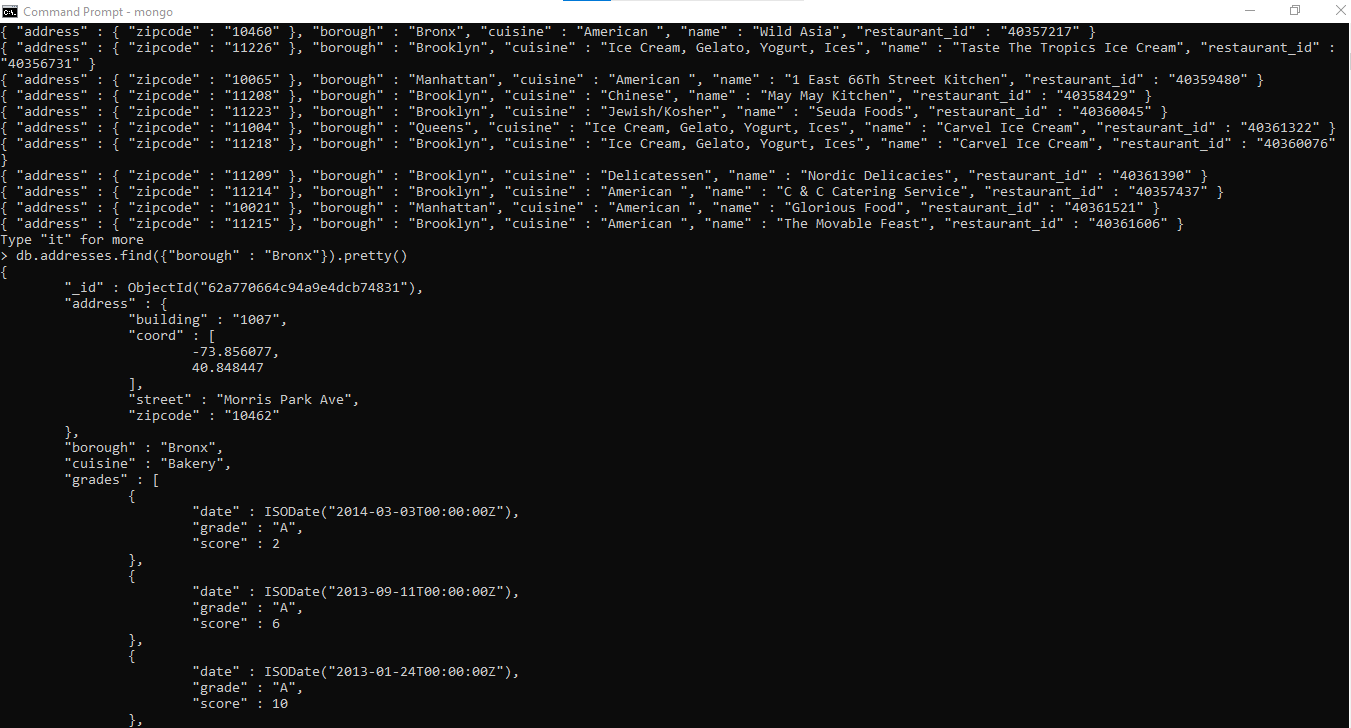 Command Prompt - mongo
{ "address" : { "zipcode" : "10460" }, "borough" : "Bronx", "cuisine" : "American ", "name" : "Wild Asia", "restaurant_id" : "40357217" }
{ "address" : { "zipcode" : "11226" }, "borough" : "Brooklyn", "cuisine" : "Ice Cream, Gelato, Yogurt, Ices", "name" : "Taste The Tropics Ice Cream", "restaurant_id" :
"40356731" }
{ "address" : { "zipcode" : "10065" }, "borough" : "Manhattan", "cuisine" : "American ", "name" : "1 East 66Th Street Kitchen", "restaurant_id" : "40359480" }
{ "address" : { "zipcode" : "11208" }, "borough" : "Brooklyn", "cuisine" : "Chinese", "name" : "May May Kitchen", "restaurant_id" : "40358429" }
{ "address" : { "zipcode" : "11223" }, "borough" : "Brooklyn", "cuisine" : "Jewish/Kosher", "name" : "Seuda Foods", "restaurant_id" : "40360045" }
{ "address" : { "zipcode" : "11004" }, "borough" : "Queens", "cuisine" : "Ice Cream, Gelato, Yogurt, Ices", "name" : "Carvel Ice Cream", "restaurant_id" : "40361322" }
{ "address" : { "zipcode" : "11218" }, "borough" : "Brooklyn", "cuisine" : "Ice Cream, Gelato, Yogurt, Ices", "name" : "Carvel Ice Cream", "restaurant_id" : "40360076"
}
{ "address" : { "zipcode" : "11209" }, "borough" : "Brooklyn", "cuisine" : "Delicatessen", "name" : "Nordic Delicacies", "restaurant_id" : "40361390" }
{ "address" : { "zipcode" : "11214" }, "borough" : "Brooklyn", "cuisine" : "American ", "name" : "C & C Catering Service", "restaurant_id" : "40357437" }
{ "address" : { "zipcode" : "10021" }, "borough" : "Manhattan", "cuisine" : "American ", "name" : "Glorious Food", "restaurant_id" : "40361521" }
{ "address" : { "zipcode" : "11215" }, "borough" : "Brooklyn", "cuisine" : "American ", "name" : "The Movable Feast", "restaurant_id" : "40361606" }
Type "it" for more
> db.addresses.find({"borough" : "Bronx"}).pretty()
{
"_id" : ObjectId("62a770664c94a9e4dcb74831"),
"address" : {
"building" : "1007",
"coord" : [
-73.856077,
40.848447
],
"street" : "Morris Park Ave",
"zipcode" : "10462"
},
"borough" : "Bronx",
"cuisine" : "Bakery",
"grades" : [
{
"date" : ISODate("2014-03-03T00:00:00Z"),
"grade" : "A",
"score" : 2
},
{
"date" : ISODate("2013-09-11T00:00:00Z"),
"grade" : "A",
"score" : 6
},
{
"date" : ISODate("2013-01-24T00:00:00Z"),
"grade" : "A",
"score" : 10
},